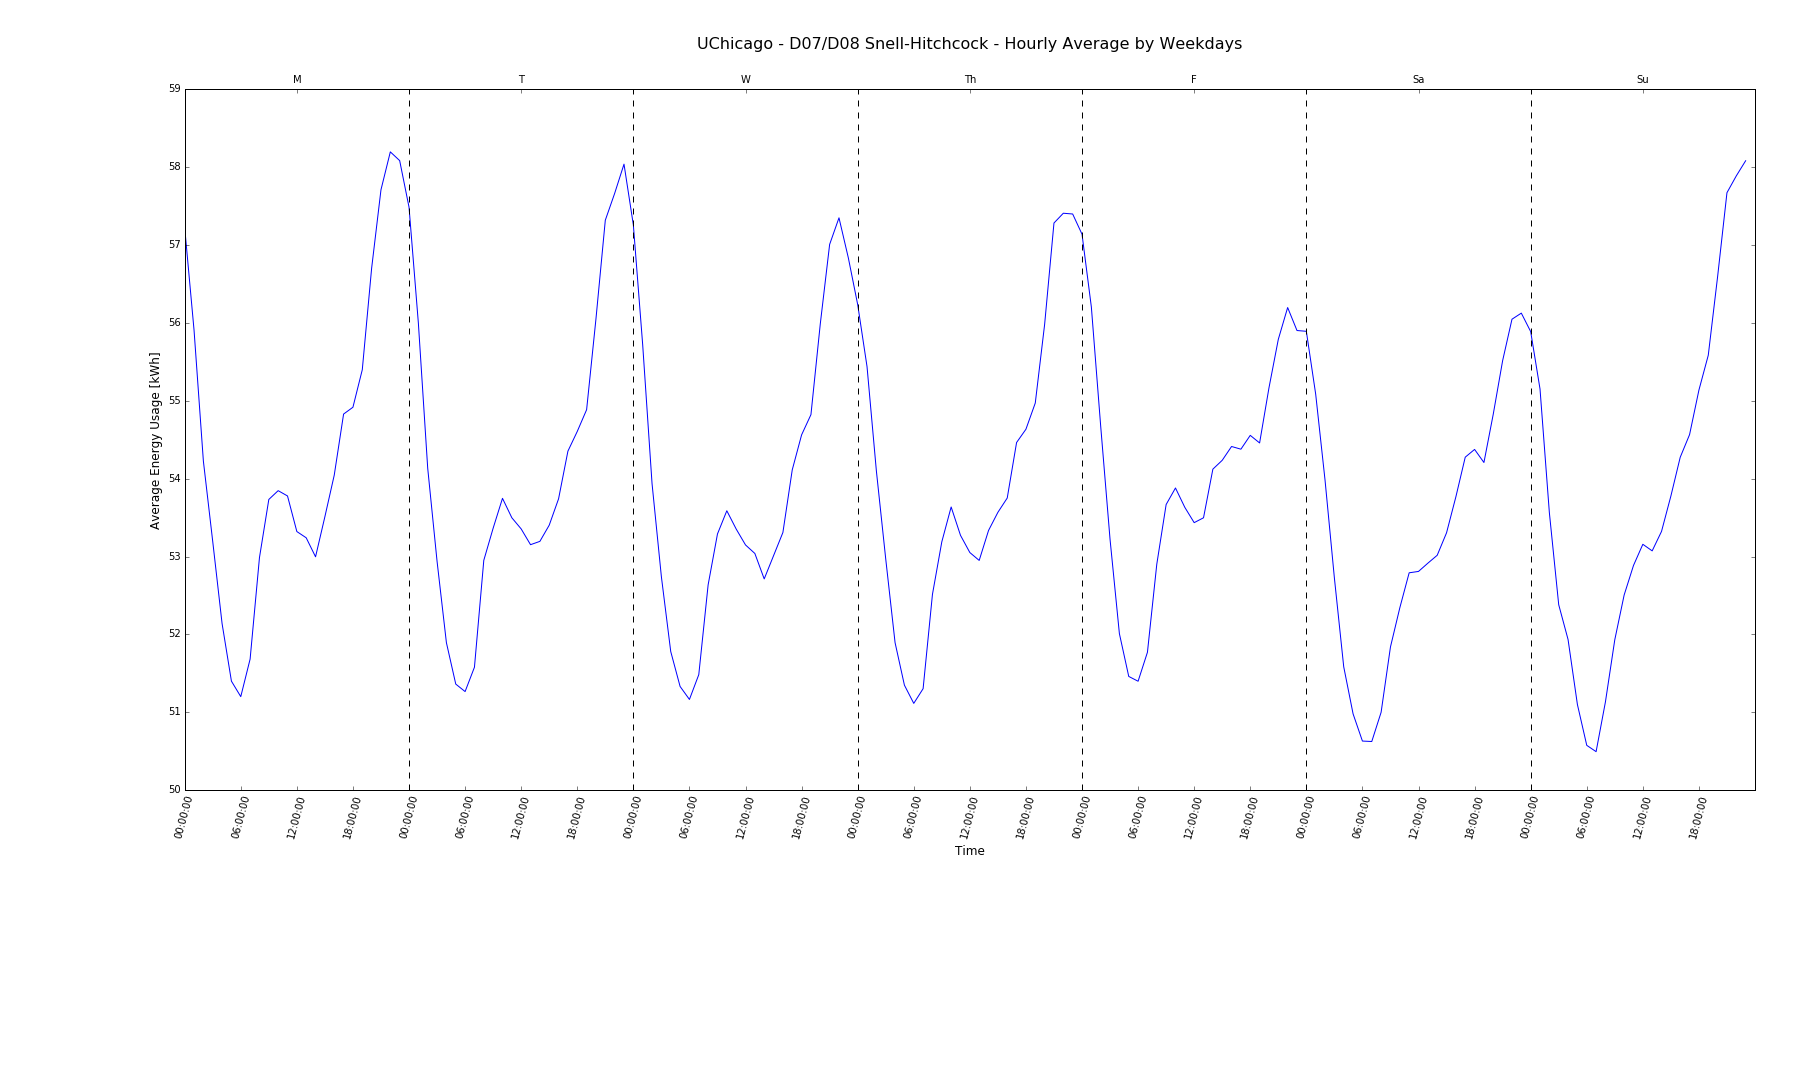 UChicago - D07/D08 Snell-Hitchcock - Hourly Average by Weekdays
M T W Th F Sa Su
59
58
57
56
55
54
53
52
51
50
Average Energy Usage [kWh]
00:00:00 06:00:00 12:00:00 18:00:00 00:00:00 06:00:00 12:00:00 18:00:00 00:00:00 06:00:00 12:00:00 18:00:00 00:00:00 06:00:00 12:00:00 18:00:00 00:00:00 06:00:00 12:00:00 18:00:00 00:00:00 06:00:00 12:00:00 18:00:00 00:00:00 06:00:00 12:00:00 18:00:00
Time